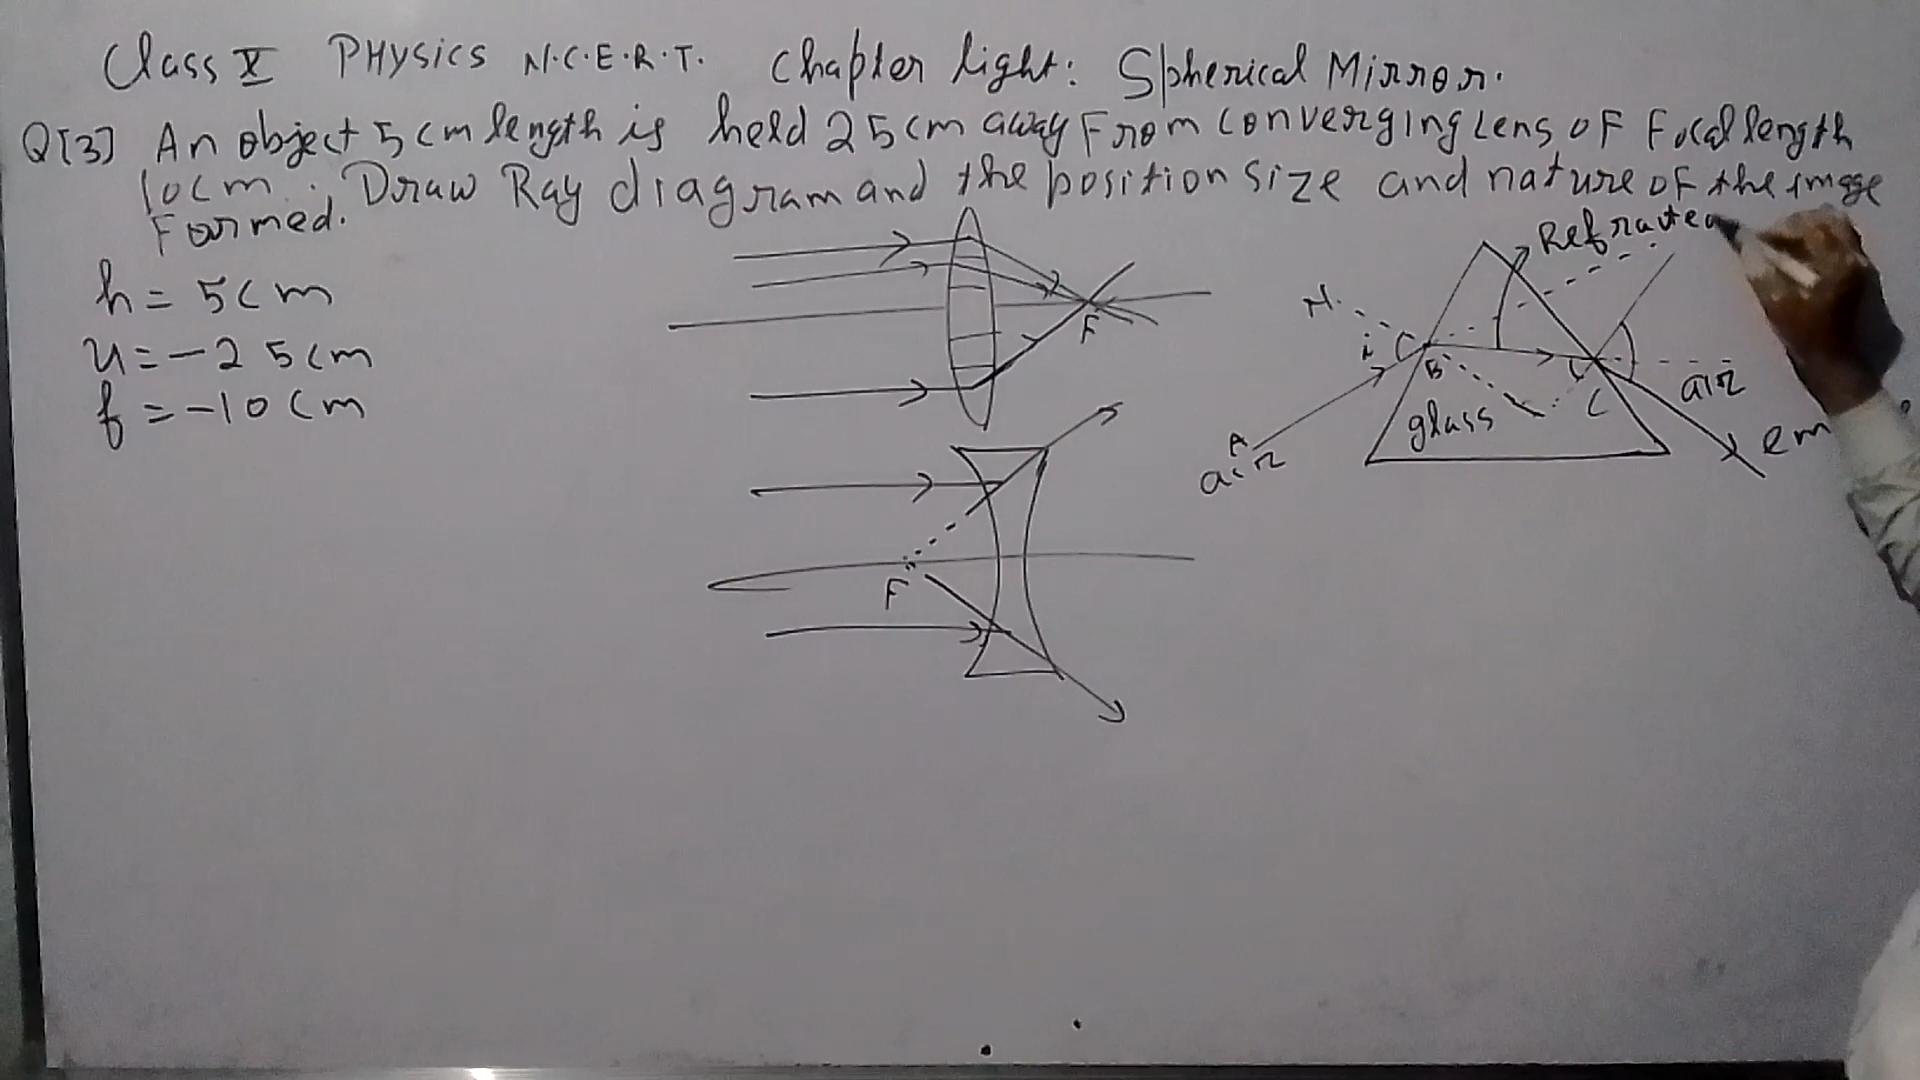 Class X PHysics N.C.E.R.T. Chapter light: Spherical Mirror.
Q[3] An object 5cm length is held 25cm away From converging Lens OF Focal length
10cm. Draw Ray diagram and the position size and nature of the image
Formed.
h = 5cm
u = -25cm
f = -10cm
F
F
Refracted
N.
i
B
C
A
air
glass
air
em